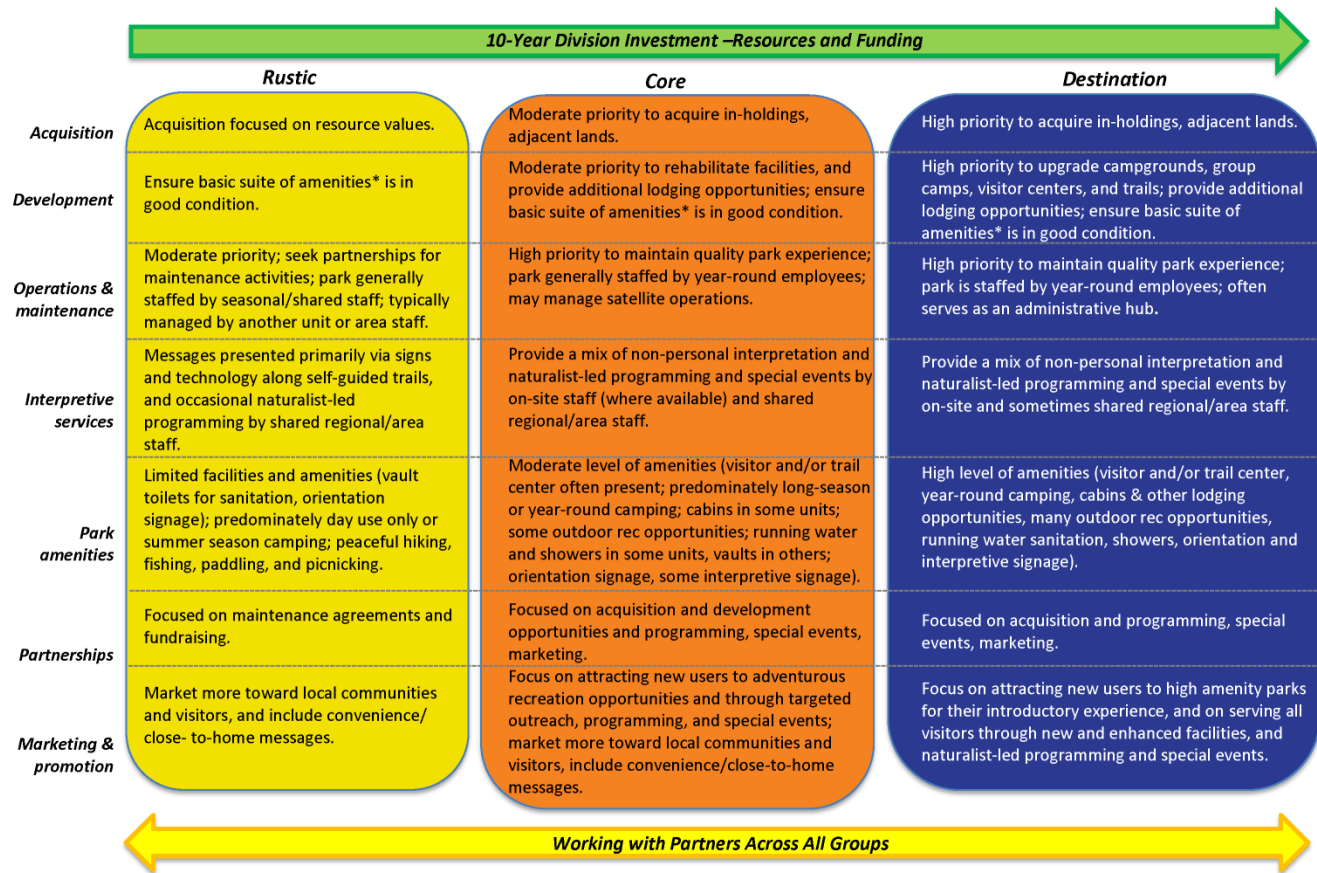 10-Year Division Investment –Resources and Funding
Rustic
Core
Destination
Acquisition
Acquisition focused on resource values.
Moderate priority to acquire in-holdings,
adjacent lands.
High priority to acquire in-holdings, adjacent lands.
Development
Ensure basic suite of amenities* is in
good condition.
Moderate priority to rehabilitate facilities, and
provide additional lodging opportunities; ensure
basic suite of amenities* is in good condition.
High priority to upgrade campgrounds, group
camps, visitor centers, and trails; provide additional
lodging opportunities; ensure basic suite of
amenities* is in good condition.
Operations &
maintenance
Moderate priority; seek partnerships for
maintenance activities; park generally
staffed by seasonal/shared staff; typically
managed by another unit or area staff.
High priority to maintain quality park experience;
park generally staffed by year-round employees;
may manage satellite operations.
High priority to maintain quality park experience;
park is staffed by year-round employees; often
serves as an administrative hub.
Interpretive
services
Messages presented primarily via signs
and technology along self-guided trails,
and occasional naturalist-led
programming by shared regional/area
staff.
Provide a mix of non-personal interpretation and
naturalist-led programming and special events by
on-site staff (where available) and shared
regional/area staff.
Provide a mix of non-personal interpretation and
naturalist-led programming and special events by
on-site and sometimes shared regional/area staff.
Park
amenities
Limited facilities and amenities (vault
toilets for sanitation, orientation
signage); predominately day use only or
summer season camping; peaceful hiking,
fishing, paddling, and picnicking.
Moderate level of amenities (visitor and/or trail
center often present; predominately long-season
or year-round camping; cabins in some units;
some outdoor rec opportunities; running water
and showers in some units, vaults in others;
orientation signage, some interpretive signage).
High level of amenities (visitor and/or trail center,
year-round camping, cabins & other lodging
opportunities, many outdoor rec opportunities,
running water sanitation, showers, orientation and
interpretive signage).
Partnerships
Focused on maintenance agreements and
fundraising.
Focused on acquisition and development
opportunities and programming, special events,
marketing.
Focused on acquisition and programming, special
events, marketing.
Marketing &
promotion
Market more toward local communities
and visitors, and include convenience/
close- to-home messages.
Focus on attracting new users to adventurous
recreation opportunities and through targeted
outreach, programming, and special events;
market more toward local communities and
visitors, include convenience/close-to-home
messages.
Focus on attracting new users to high amenity parks
for their introductory experience, and on serving all
visitors through new and enhanced facilities, and
naturalist-led programming and special events.
Working with Partners Across All Groups